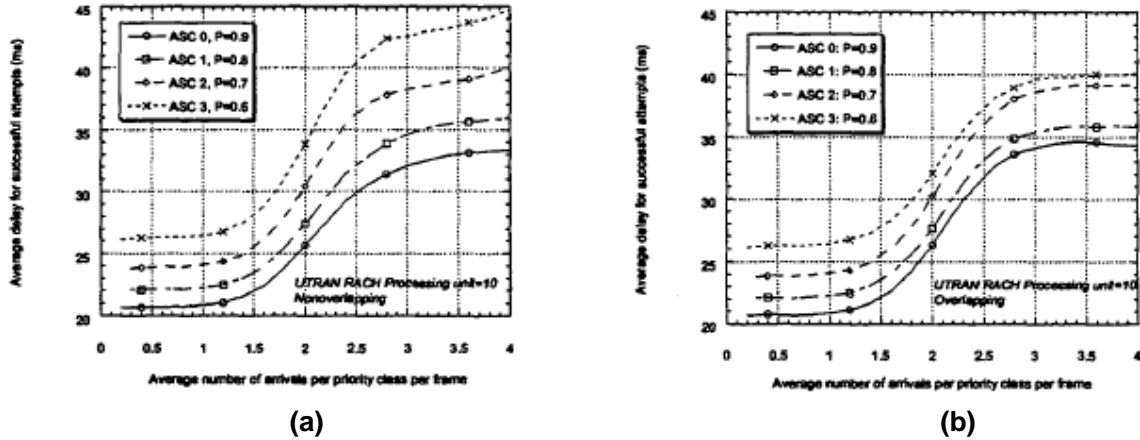 Average delay for successful attempts (ms)
45
40
35
30
25
20
ASC 0, P=0.9
ASC 1, P=0.8
ASC 2, P=0.7
ASC 3, P=0.6
UTRAN RACH Processing unit=10
Nonoverlapping
0 0.5 1 1.5 2 2.5 3 3.5 4
Average number of arrivals per priority class per frame
(a)
Average delay for successful attempts (ms)
45
40
35
30
25
20
ASC 0: P=0.9
ASC 1: P=0.8
ASC 2: P=0.7
ASC 3: P=0.6
UTRAN RACH Processing unit=10
Overlapping
0 0.5 1 1.5 2 2.5 3 3.5 4
Average number of arrivals per priority class per frame
(b)